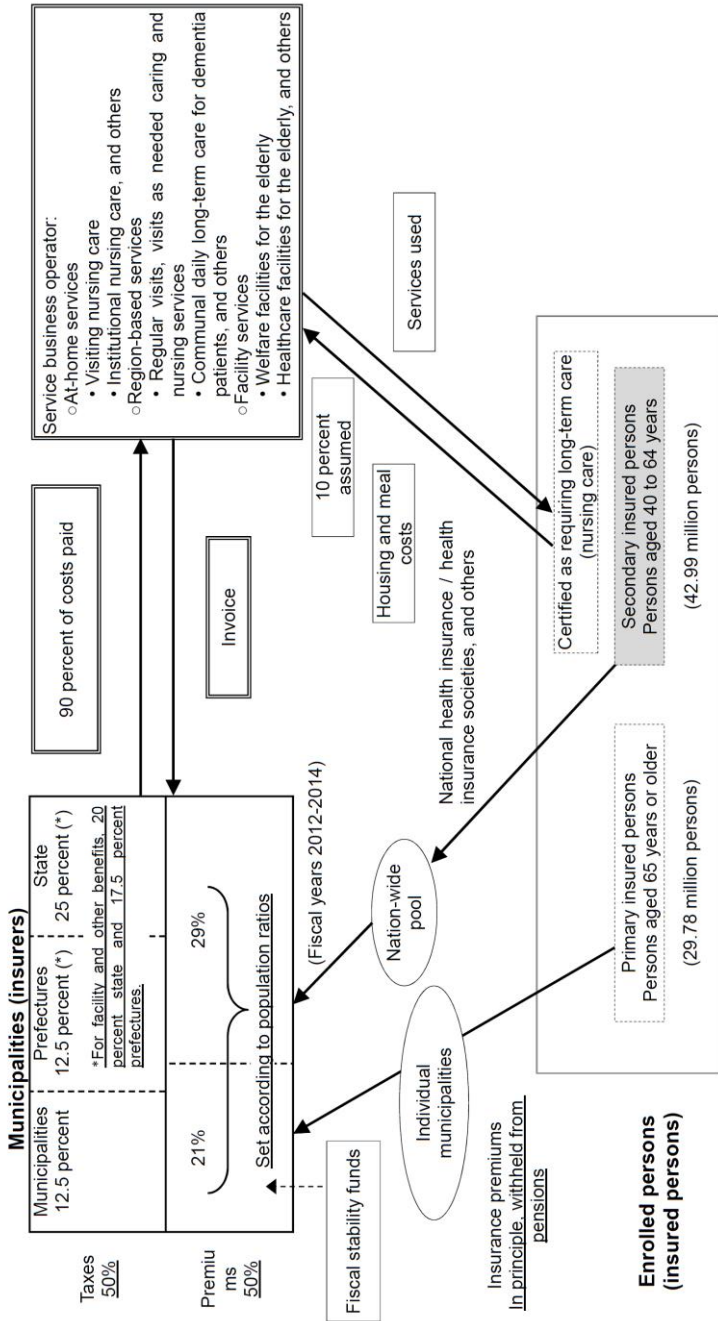 Municipalities (insurers)
Taxes
50%
Municipalities
12.5 percent
Prefectures
12.5 percent (*)
State
25 percent (*)
*For facility and other benefits, 20
percent state and 17.5 percent
prefectures.
Premiu
ms
50%
21%
29%
Set according to population ratios
Fiscal stability funds
(Fiscal years 2012-2014)
90 percent of costs paid
Invoice
Service business operator:
○At-home services
• Visiting nursing care
• Institutional nursing care, and others
○Region-based services
• Regular visits, visits as needed caring and
nursing services
• Communal daily long-term care for dementia
patients, and others
○Facility services
• Welfare facilities for the elderly
• Healthcare facilities for the elderly, and others
Individual
municipalities
Nation-wide
pool
National health insurance / health
insurance societies, and others
10 percent
assumed
Housing and meal
costs
Services used
Insurance premiums
In principle, withheld from
pensions
Certified as requiring long-term care
(nursing care)
Primary insured persons
Persons aged 65 years or older
(29.78 million persons)
Secondary insured persons
Persons aged 40 to 64 years
(42.99 million persons)
Enrolled persons
(insured persons)